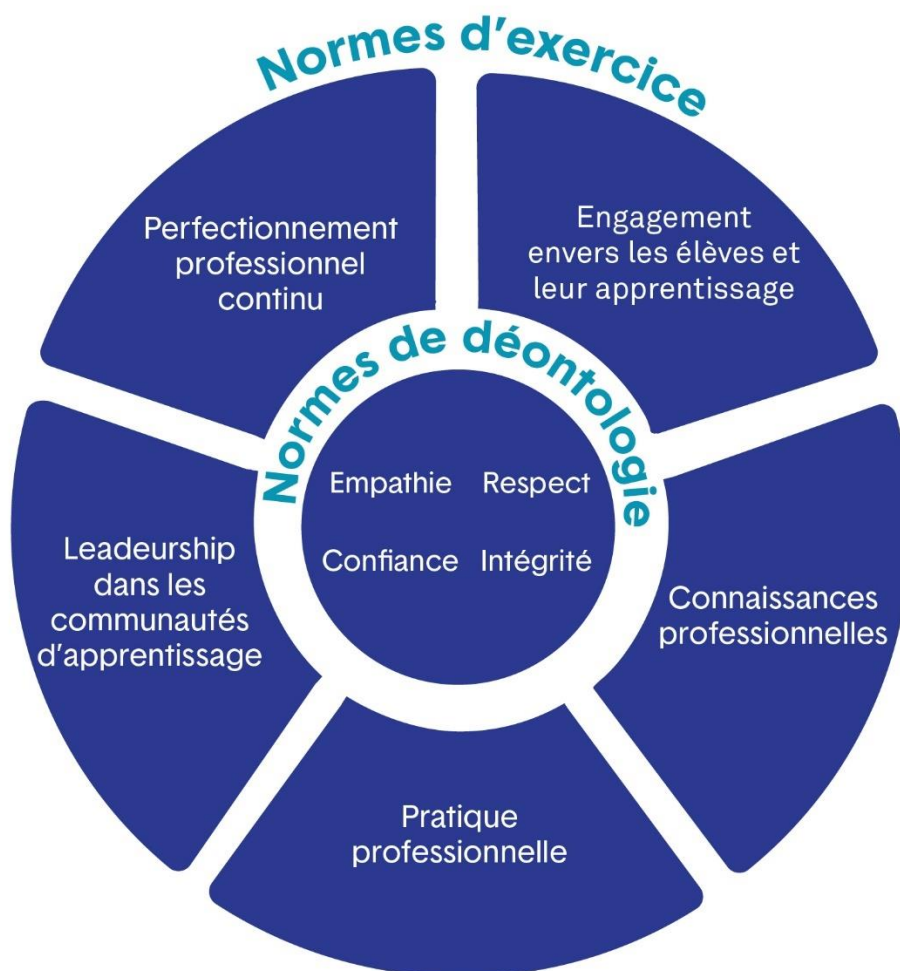 Normes d'exercice
Perfectionnement
professionnel
continu
Engagement
envers les élèves et
leur apprentissage
Normes de déontologie
Empathie Respect
Confiance Intégrité
Leadeurship
dans les
communautés
d'apprentissage
Connaissances
professionnelles
Pratique
professionnelle